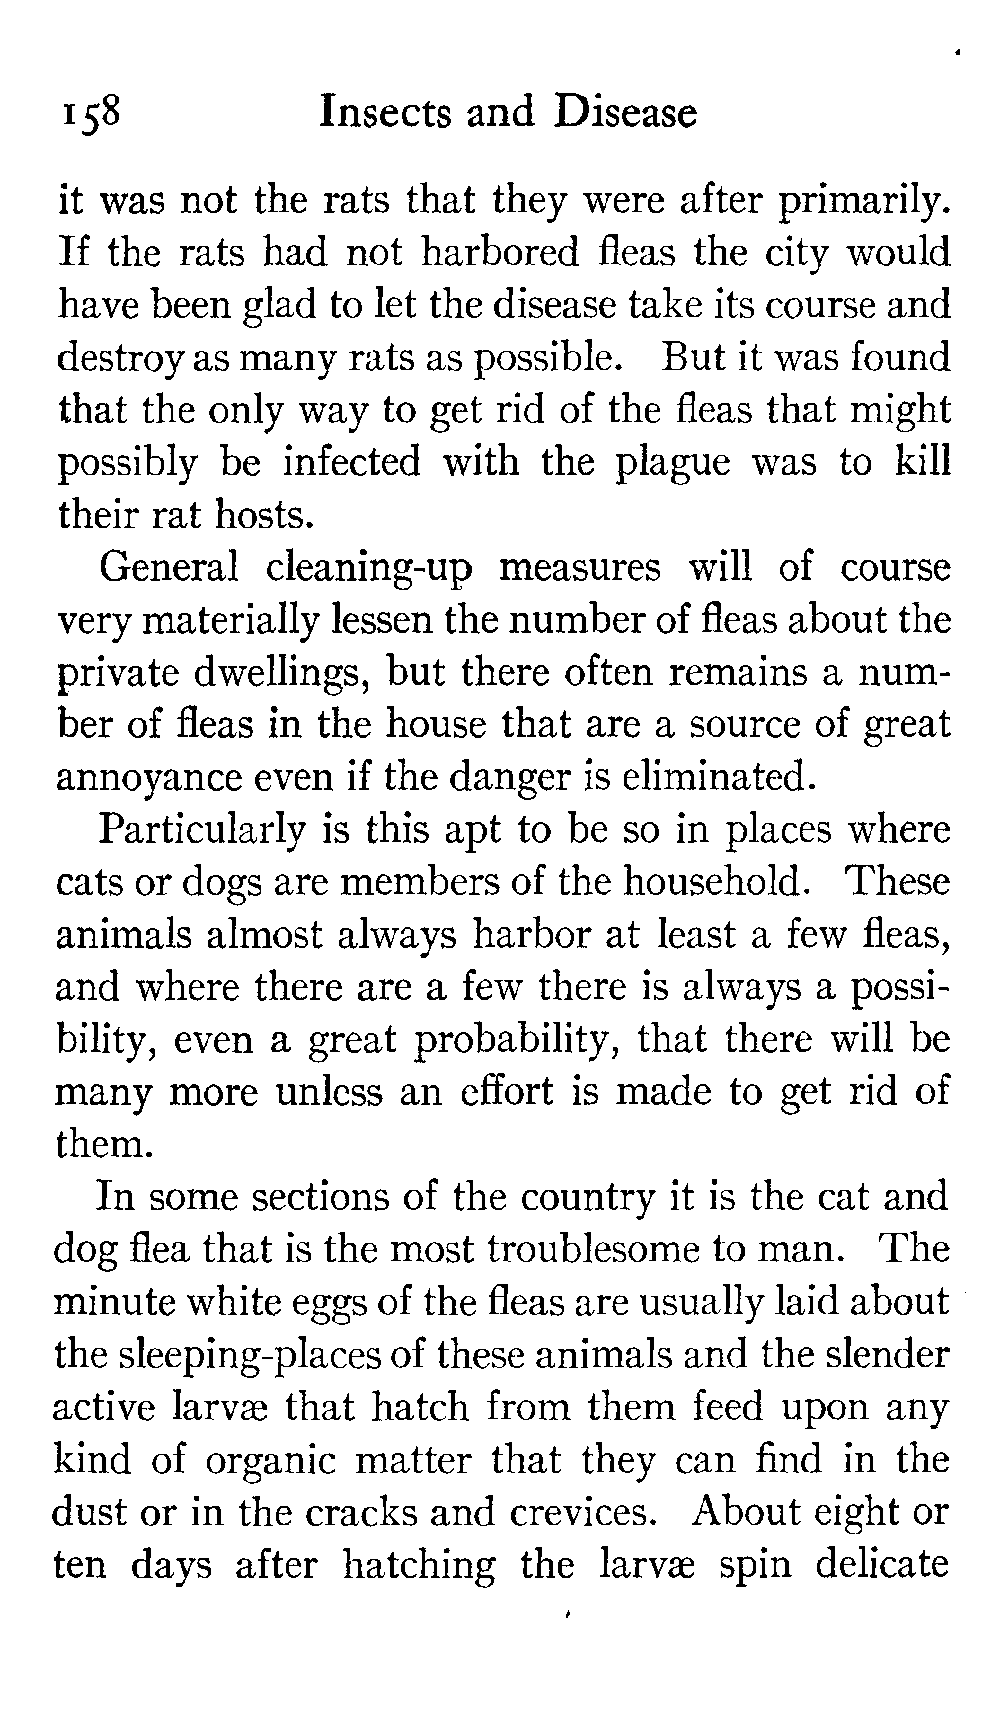 158 Insects and Disease
it was not the rats that they were after primarily.
If the rats had not harbored fleas the city would
have been glad to let the disease take its course and
destroy as many rats as possible. But it was found
that the only way to get rid of the fleas that might
possibly be infected with the plague was to kill
their rat hosts.
General cleaning-up measures will of course
very materially lessen the number of fleas about the
private dwellings, but there often remains a num-
ber of fleas in the house that are a source of great
annoyance even if the danger is eliminated.
Particularly is this apt to be so in places where
cats or dogs are members of the household. These
animals almost always harbor at least a few fleas,
and where there are a few there is always a possi-
bility, even a great probability, that there will be
many more unless an effort is made to get rid of
them.
In some sections of the country it is the cat and
dog flea that is the most troublesome to man. The
minute white eggs of the fleas are usually laid about
the sleeping-places of these animals and the slender
active larvæ that hatch from them feed upon any
kind of organic matter that they can find in the
dust or in the cracks and crevices. About eight or
ten days after hatching the larvæ spin delicate